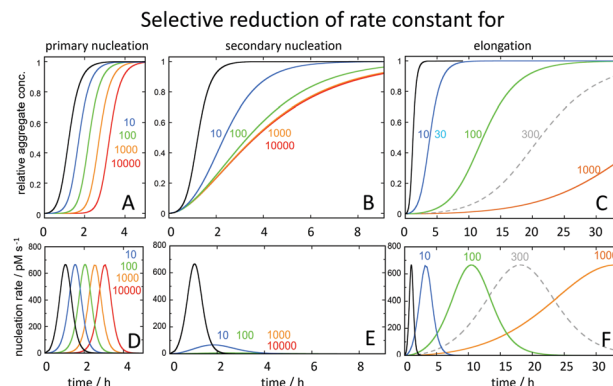 Selective reduction of rate constant for
primary nucleation
secondary nucleation
elongation
relative aggregate conc.
1
0.8
0.6
0.4
0.2
0
10
100
1000
10000
A
0 2 4
1
0.8
0.6
0.4
0.2
0
10 100 1000
10000
B
0 2 4 6 8
1
0.8
0.6
0.4
0.2
0
10 30 100 300 1000
C
0 5 10 15 20 25 30
nucleation rate / pM s⁻¹
800
600
400
200
0
10
100
1000
10000
D
0 2 4
time / h
800
600
400
200
0
10 100 1000
10000
E
0 2 4 6 8
time / h
800
600
400
200
0
10 100 300 1000
F
0 5 10 15 20 25 30
time / h